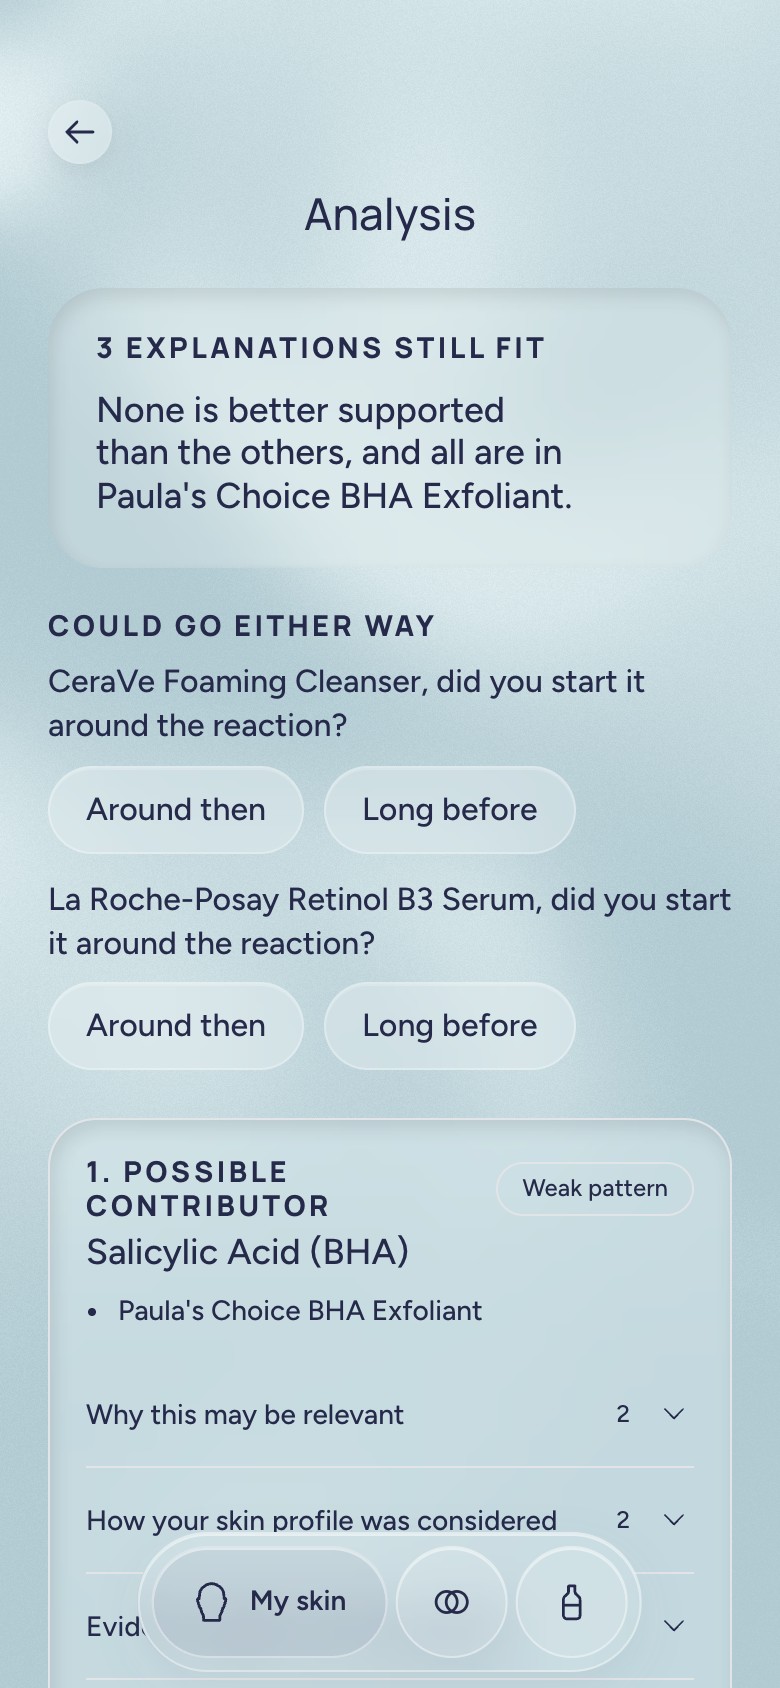 Analysis
3 EXPLANATIONS STILL FIT
None is better supported
than the others, and all are in
Paula's Choice BHA Exfoliant.
COULD GO EITHER WAY
CeraVe Foaming Cleanser, did you start it
around the reaction?
Around then
Long before
La Roche-Posay Retinol B3 Serum, did you start
it around the reaction?
Around then
Long before
1. POSSIBLE
CONTRIBUTOR
Weak pattern
Salicylic Acid (BHA)
• Paula's Choice BHA Exfoliant
Why this may be relevant 2
How your skin profile was considered 2
My skin